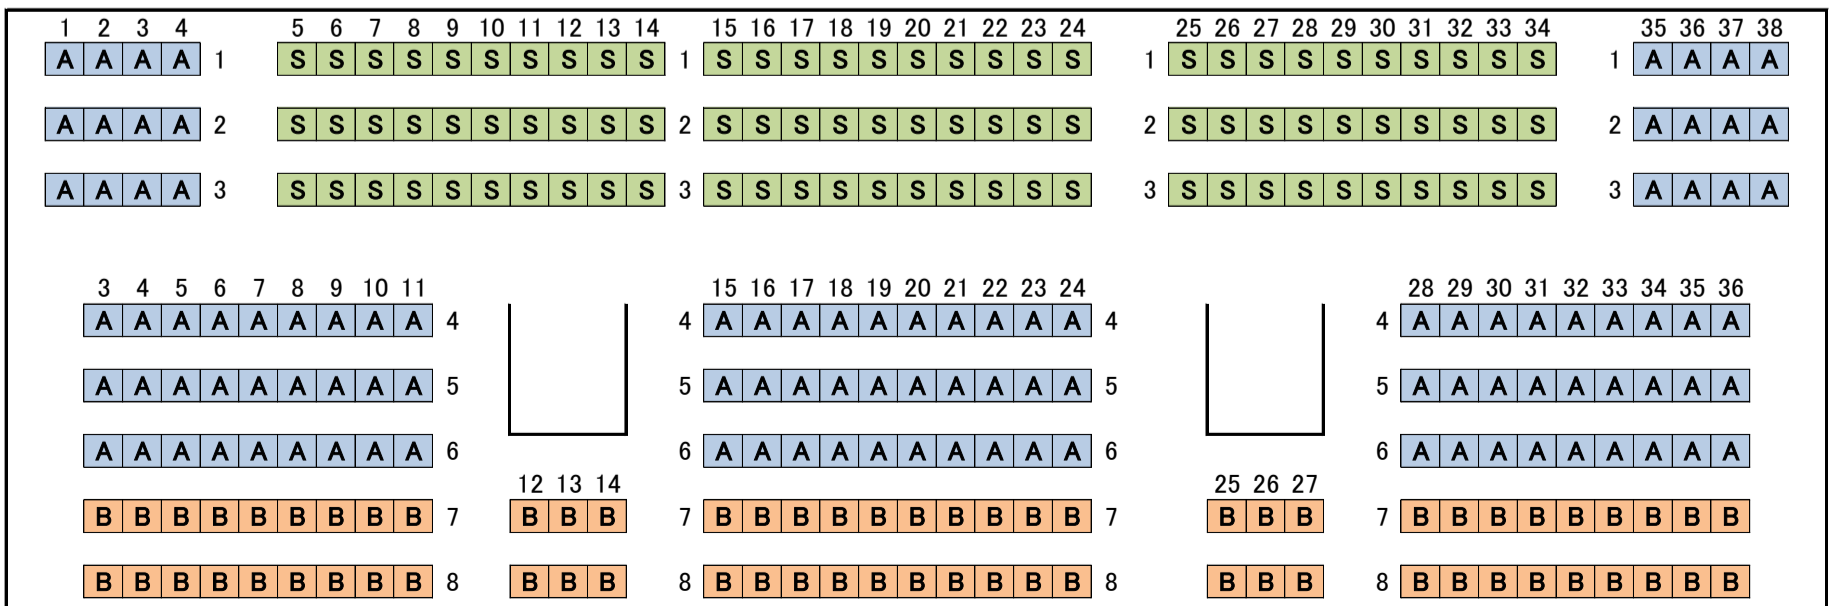 1 2 3 4 5 6 7 8 9 10 11 12 13 14 15 16 17 18 19 20 21 22 23 24 25 26 27 28 29 30 31 32 33 34 35 36 37 38
A A A A 1 S S S S S S S S S S 1 S S S S S S S S S S 1 S S S S S S S S S S 1 A A A A
A A A A 2 S S S S S S S S S S 2 S S S S S S S S S S 2 S S S S S S S S S S 2 A A A A
A A A A 3 S S S S S S S S S S 3 S S S S S S S S S S 3 S S S S S S S S S S 3 A A A A
3 4 5 6 7 8 9 10 11 15 16 17 18 19 20 21 22 23 24 28 29 30 31 32 33 34 35 36
A A A A A A A A A 4 4 A A A A A A A A A A 4 4 A A A A A A A A A
A A A A A A A A A 5 5 A A A A A A A A A A 5 5 A A A A A A A A A
A A A A A A A A A 6 6 A A A A A A A A A A 6 6 A A A A A A A A A
12 13 14 25 26 27
B B B B B B B B B 7 B B B 7 B B B B B B B B B B 7 B B B 7 B B B B B B B B B
B B B B B B B B B 8 B B B 8 B B B B B B B B B B 8 B B B 8 B B B B B B B B B